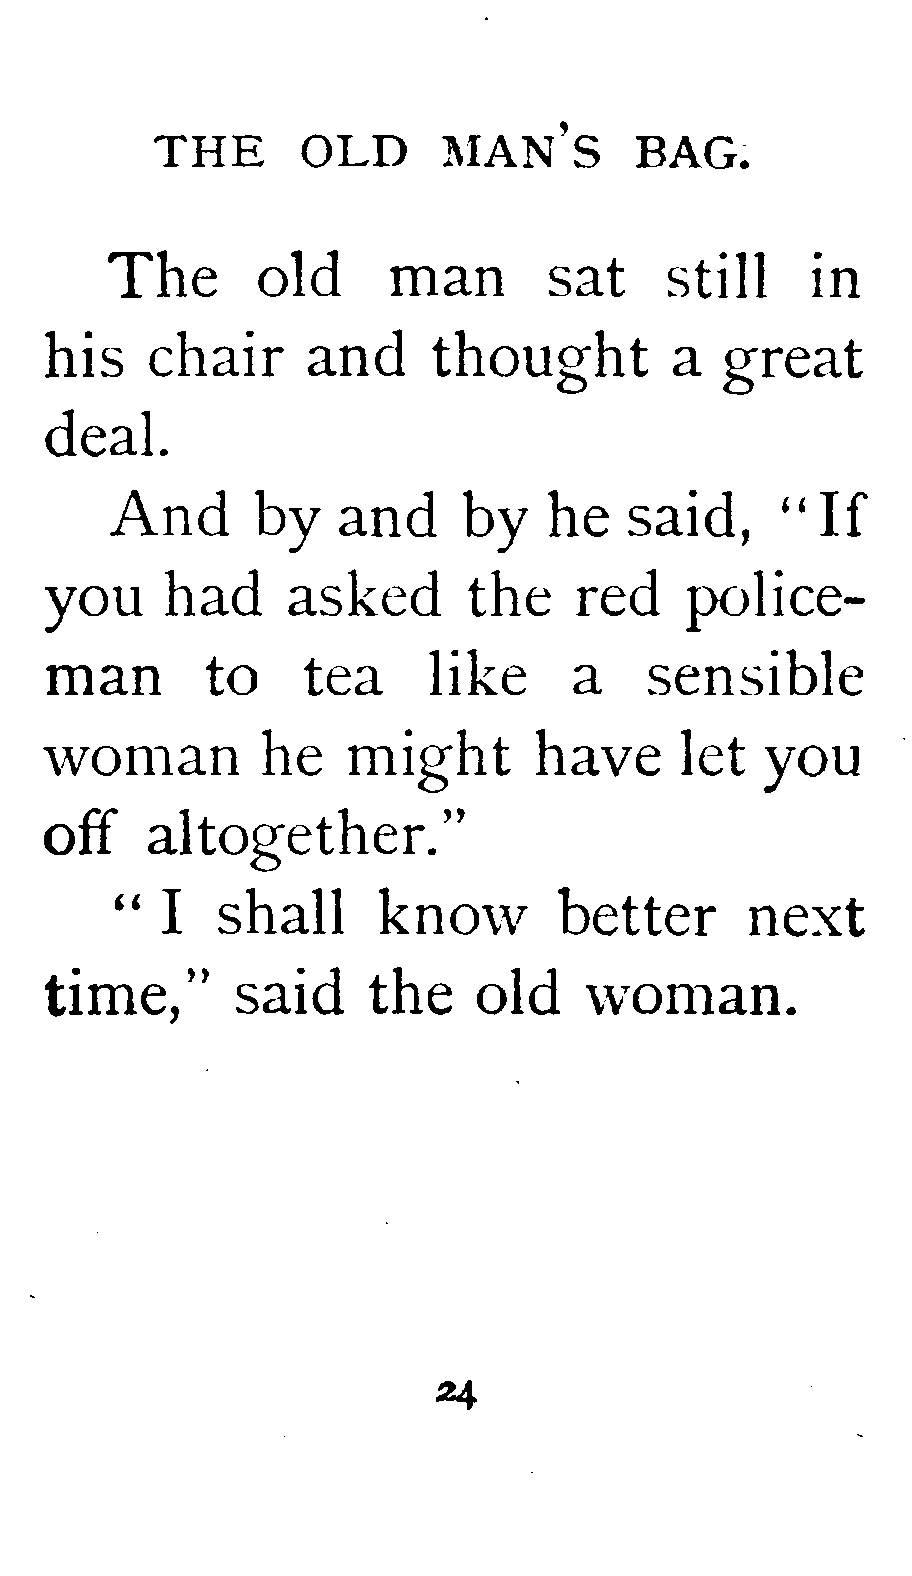 THE OLD MAN'S BAG.
The old man sat still in
his chair and thought a great
deal.
And by and by he said, "If
you had asked the red police-
man to tea like a sensible
woman he might have let you
off altogether."
"I shall know better next
time," said the old woman.
24